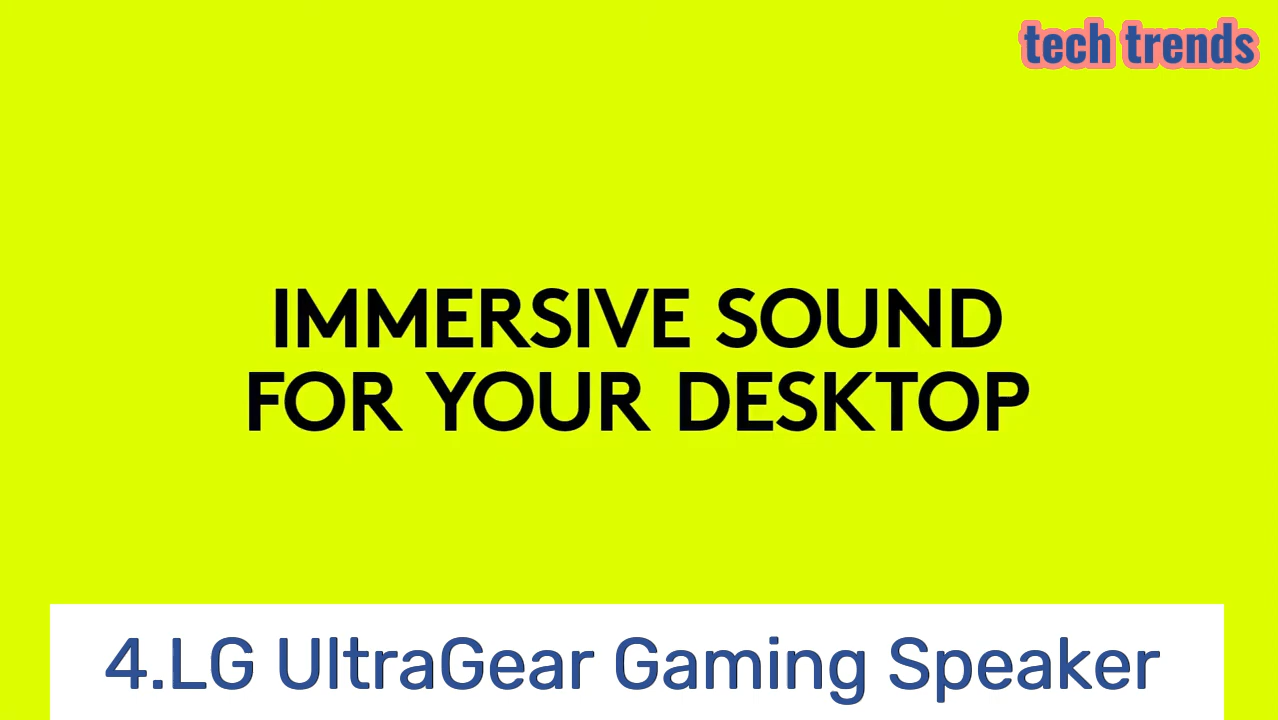 tech trends
IMMERSIVE SOUND
FOR YOUR DESKTOP
4.LG UltraGear Gaming Speaker